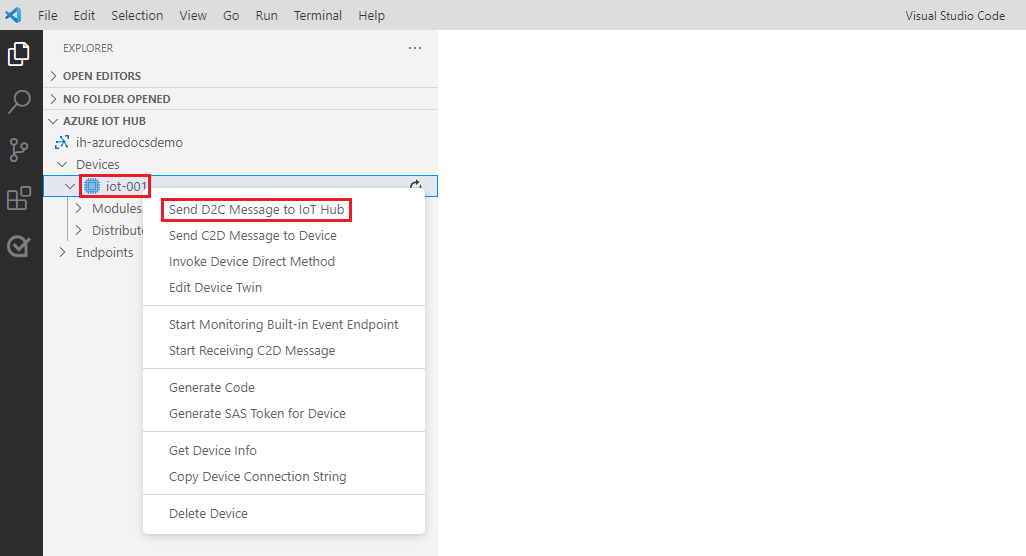 File Edit Selection View Go Run Terminal Help Visual Studio Code
EXPLORER
OPEN EDITORS
NO FOLDER OPENED
AZURE IOT HUB
ih-azuredocsdemo
Devices
iot-001
Modules
Distribut
Endpoints
Send D2C Message to IoT Hub
Send C2D Message to Device
Invoke Device Direct Method
Edit Device Twin
Start Monitoring Built-in Event Endpoint
Start Receiving C2D Message
Generate Code
Generate SAS Token for Device
Get Device Info
Copy Device Connection String
Delete Device